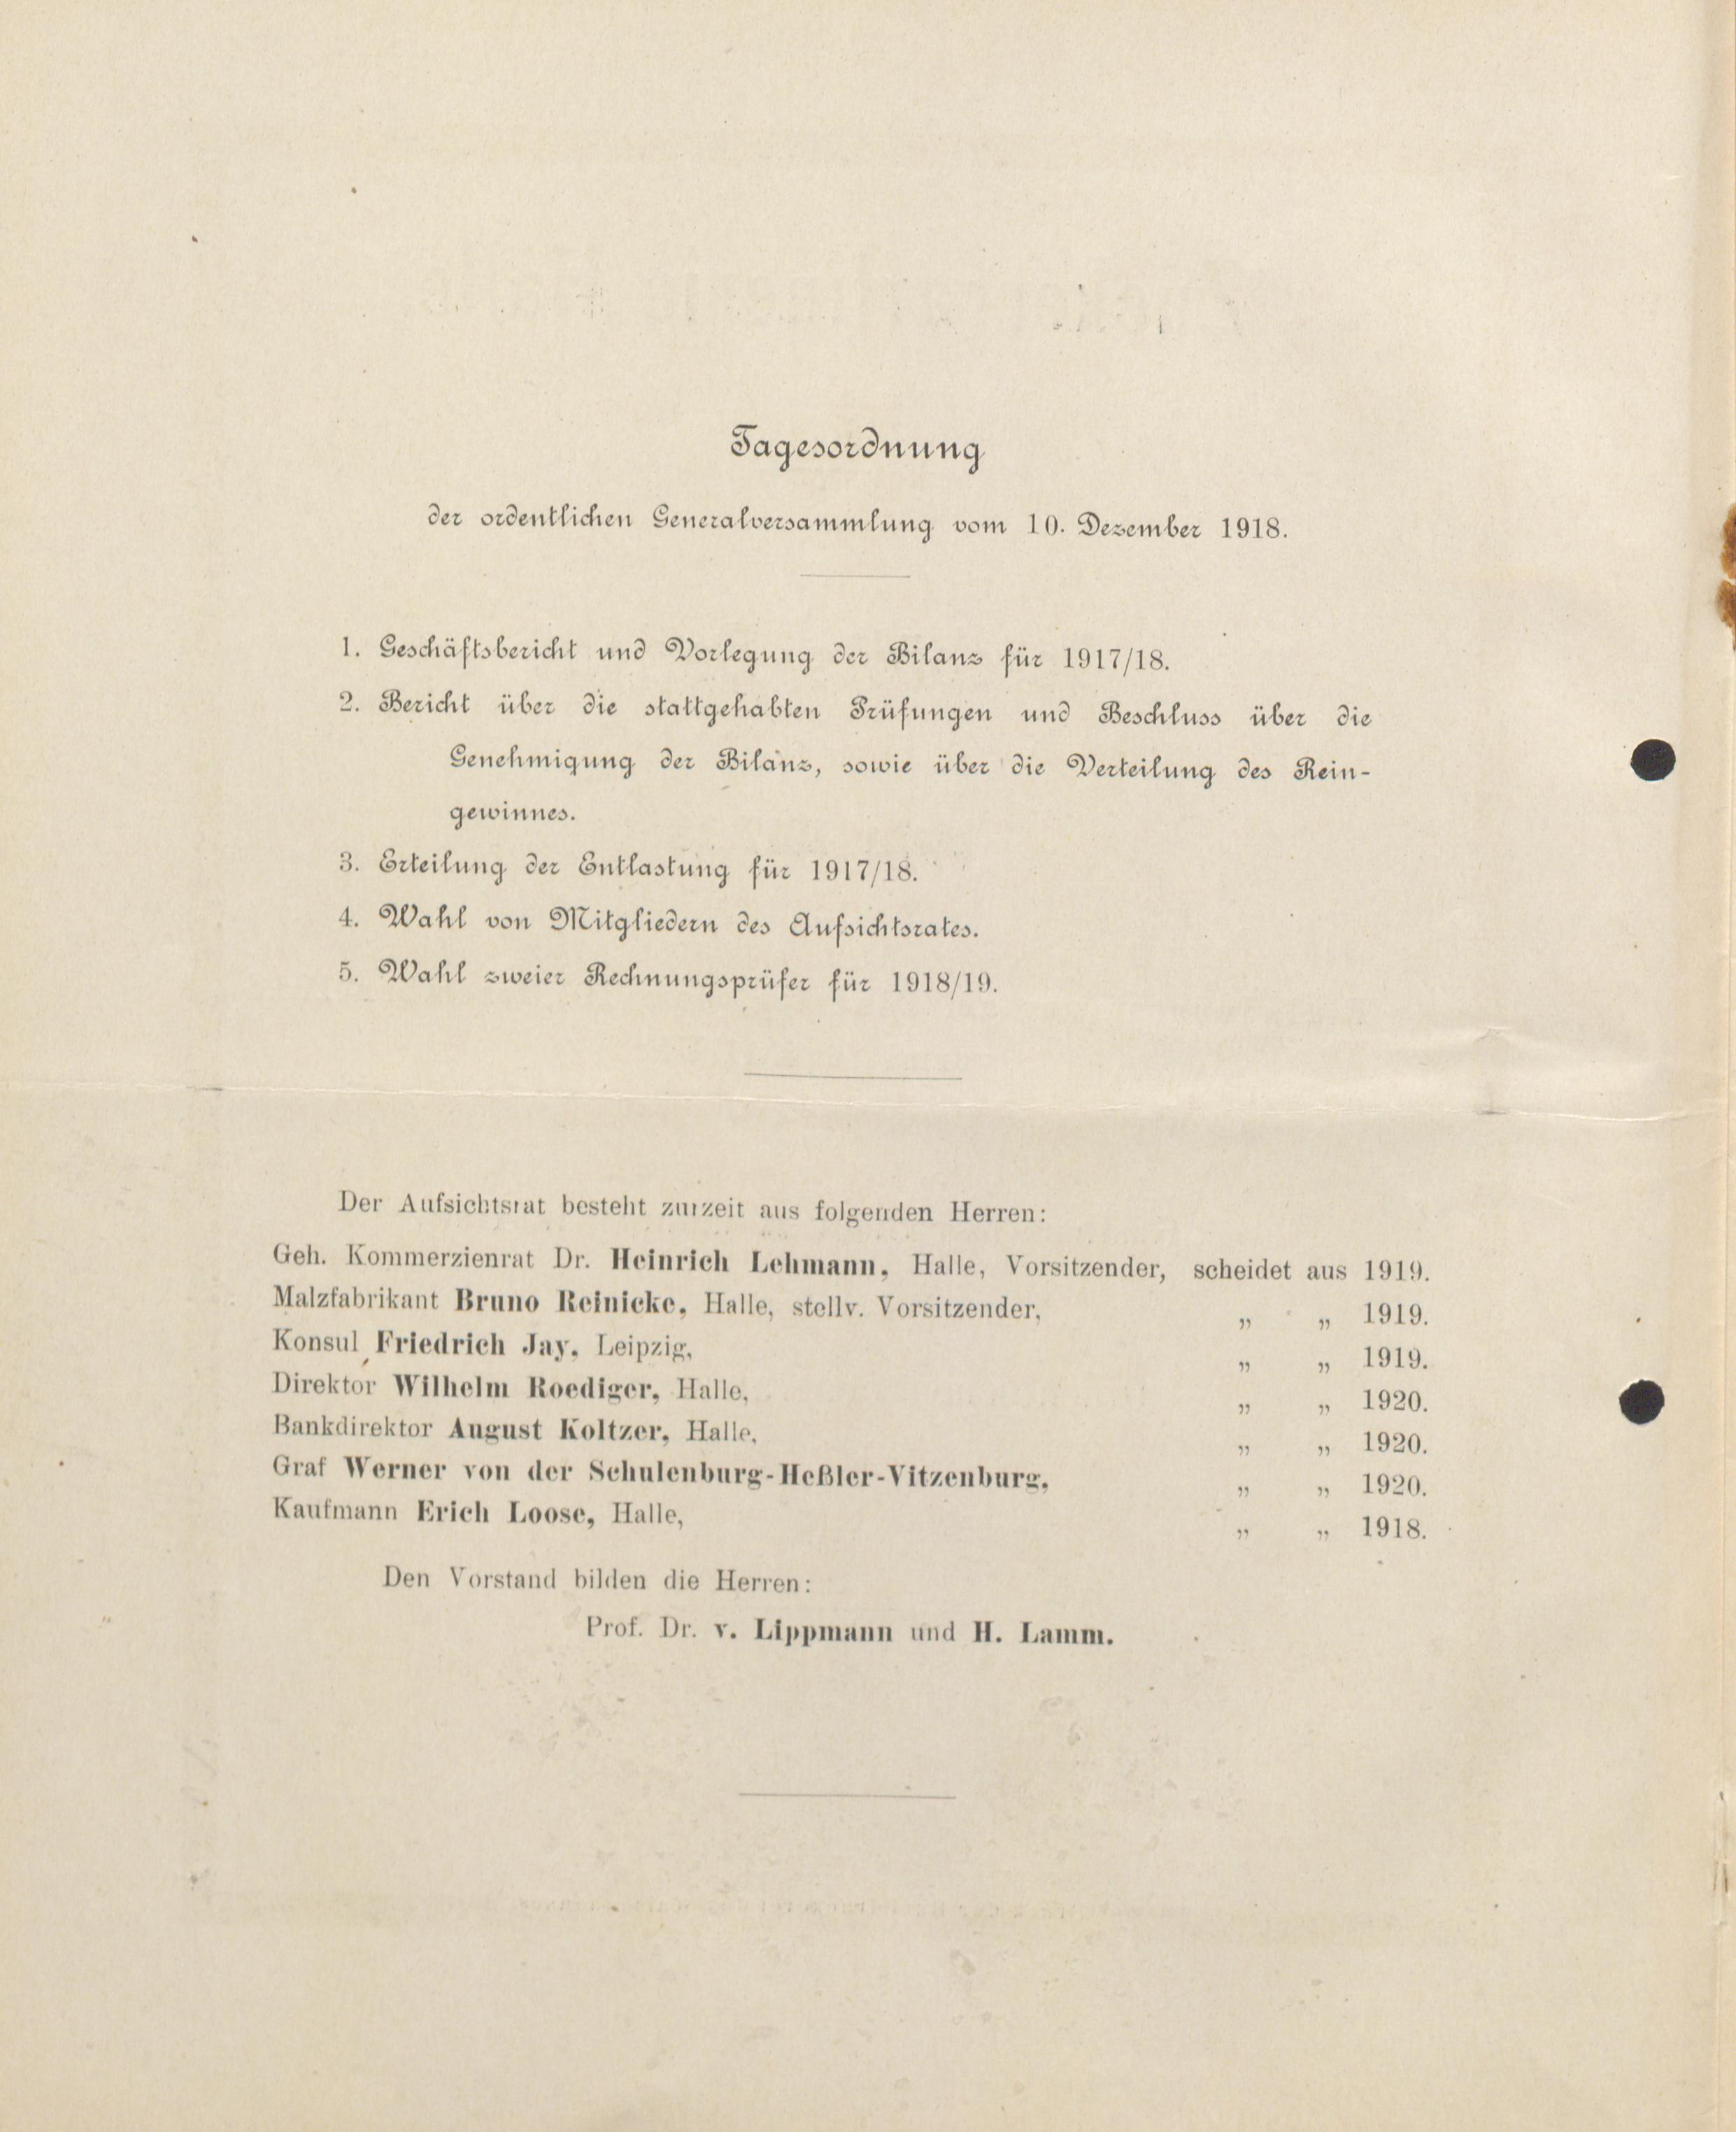 Tagesordnung
der ordentlichen Generalversammlung vom 10. Dezember 1918.
1. Geschäftsbericht und Vorlegung der Bilanz für 1917/18.
2. Bericht über die stattgehabten Prüfungen und Beschluss über die
Genehmigung der Bilanz, sowie über die Verteilung des Rein-
gewinnes.
3. Erteilung der Entlastung für 1917/18.
4. Wahl von Mitgliedern des Aufsichtsrates.
5. Wahl zweier Rechnungsprüfer für 1918/19.
Der Aufsichtsrat besteht zurzeit aus folgenden Herren:
Geh. Kommerzienrat Dr. Heinrich Lehmann, Halle, Vorsitzender, scheidet aus 1919.
Malzfabrikant Bruno Reinicke, Halle, stellv. Vorsitzender, „ „ 1919.
Konsul Friedrich Jay, Leipzig, „ „ 1919.
Direktor Wilhelm Roediger, Halle, „ „ 1920.
Bankdirektor August Koltzer, Halle, „ „ 1920.
Graf Werner von der Schulenburg-Heßler-Vitzenburg, „ „ 1920.
Kaufmann Erich Loose, Halle, „ „ 1918.
Den Vorstand bilden die Herren:
Prof. Dr. v. Lippmann und H. Lamm.